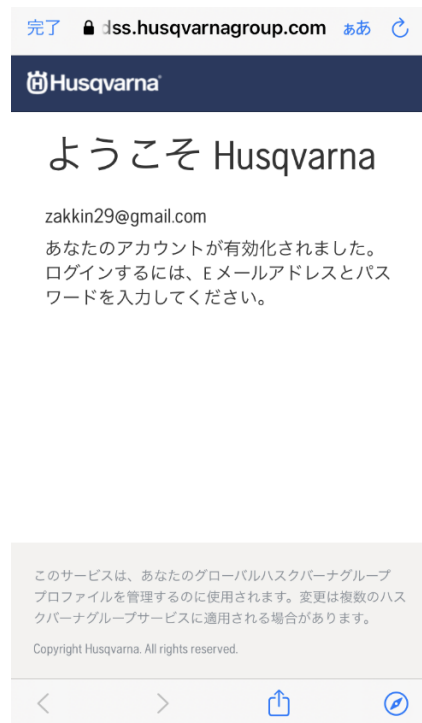 完了 dss.husqvarnagroup.com ぁあ
Husqvarna
ようこそ Husqvarna
zakkin29@gmail.com
あなたのアカウントが有効化されました。
ログインするには、E メールアドレスとパス
ワードを入力してください。
このサービスは、あなたのグローバルハスクバーナグループ
プロファイルを管理するのに使用されます。変更は複数のハス
クバーナグループサービスに適用される場合があります。
Copyright Husqvarna. All rights reserved.